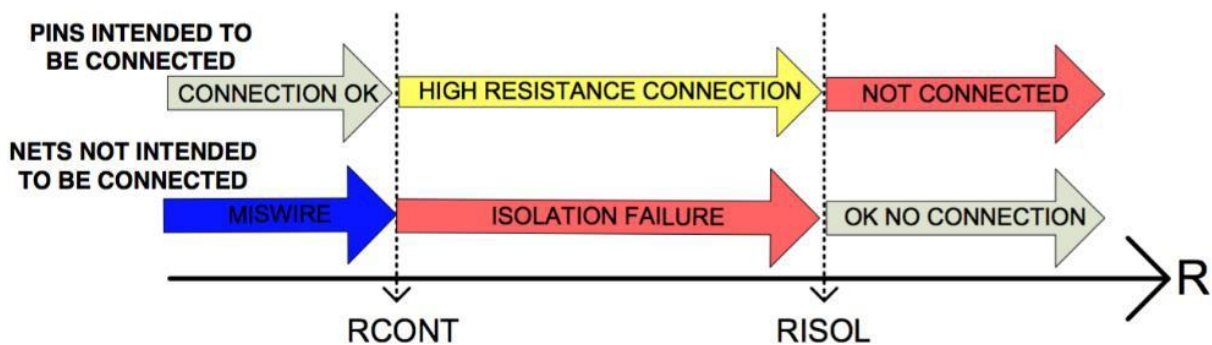 PINS INTENDED TO
BE CONNECTED
CONNECTION OK
HIGH RESISTANCE CONNECTION
NOT CONNECTED
NETS NOT INTENDED
TO BE CONNECTED
MISWIRE
ISOLATION FAILURE
OK NO CONNECTION
R
RCONT
RISOL